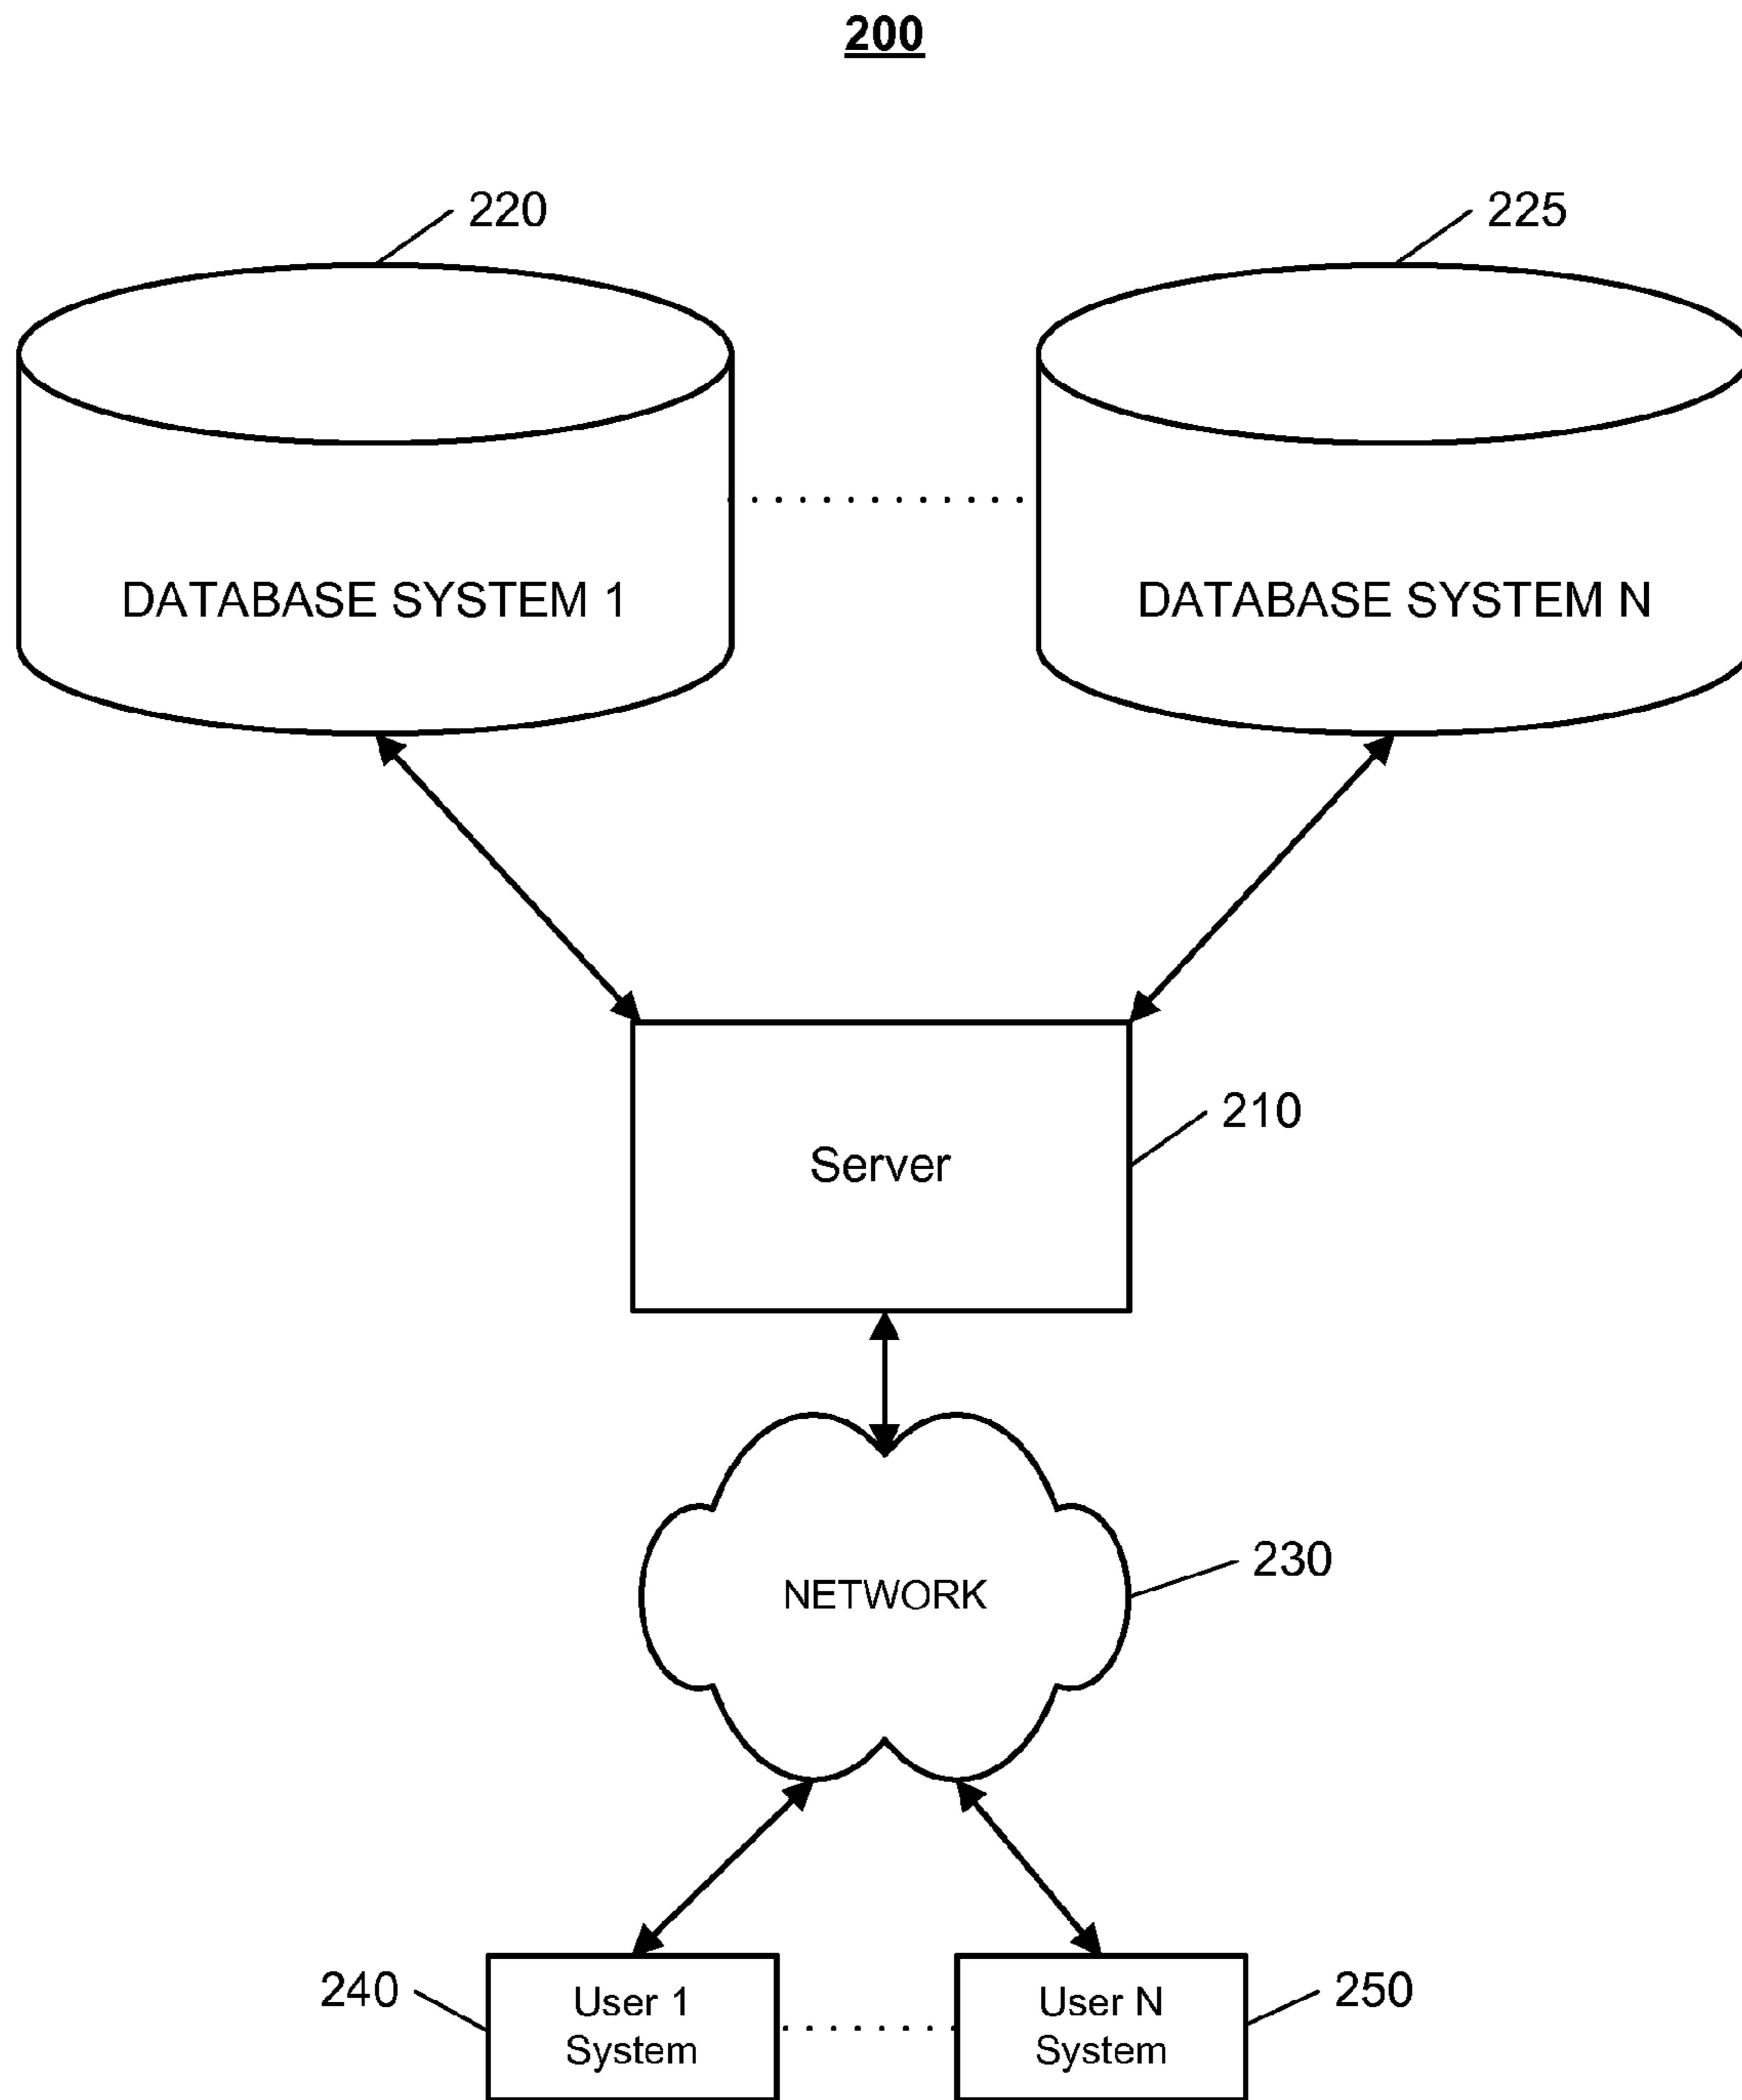 200
220
225
DATABASE SYSTEM 1
DATABASE SYSTEM N
210
Server
230
NETWORK
240
User 1
System
User N
System
250